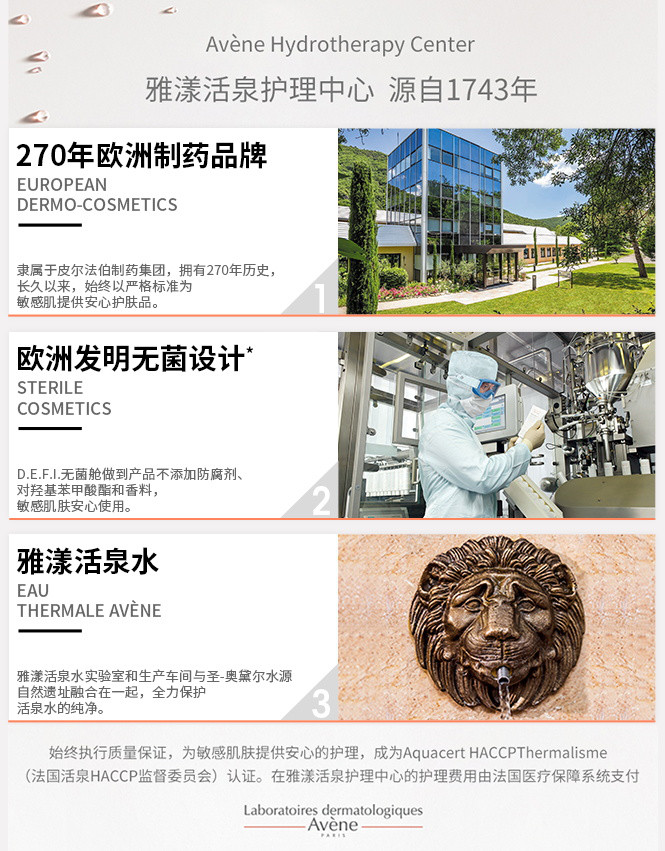 Avène Hydrotherapy Center
雅漾活泉护理中心 源自1743年
270年欧洲制药品牌
EUROPEAN
DERMO-COSMETICS
隶属于皮尔法伯制药集团，拥有270年历史，
长久以来，始终以严格标准为
敏感肌提供安心护肤品。
1
欧洲发明无菌设计*
STERILE
COSMETICS
D.E.F.I.无菌舱做到产品不添加防腐剂、
对羟基苯甲酸酯和香料，
敏感肌肤安心使用。
2
雅漾活泉水
EAU
THERMALE AVÈNE
雅漾活泉水实验室和生产车间与圣-奥黛尔水源
自然遗址融合在一起，全力保护
活泉水的纯净。
3
始终执行质量保证，为敏感肌肤提供安心的护理，成为Aquacert HACCPThermalisme
（法国活泉HACCP监督委员会）认证。在雅漾活泉护理中心的护理费用由法国医疗保障系统支付
Laboratoires dermatologiques
Avène
PARIS